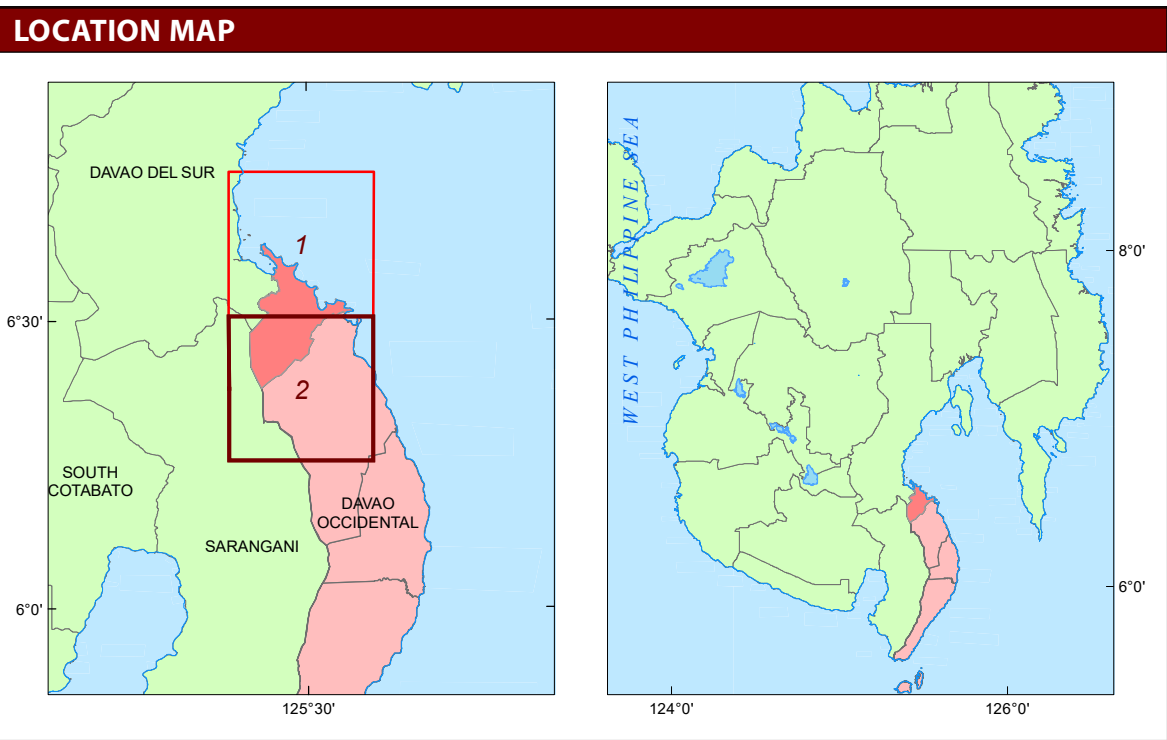 LOCATION MAP
DAVAO DEL SUR
1
6°30'
2
SOUTH
COTABATO
DAVAO
OCCIDENTAL
SARANGANI
6°0'
125°30'
WEST PHILIPPINE SEA
8°0'
6°0'
124°0'
126°0'